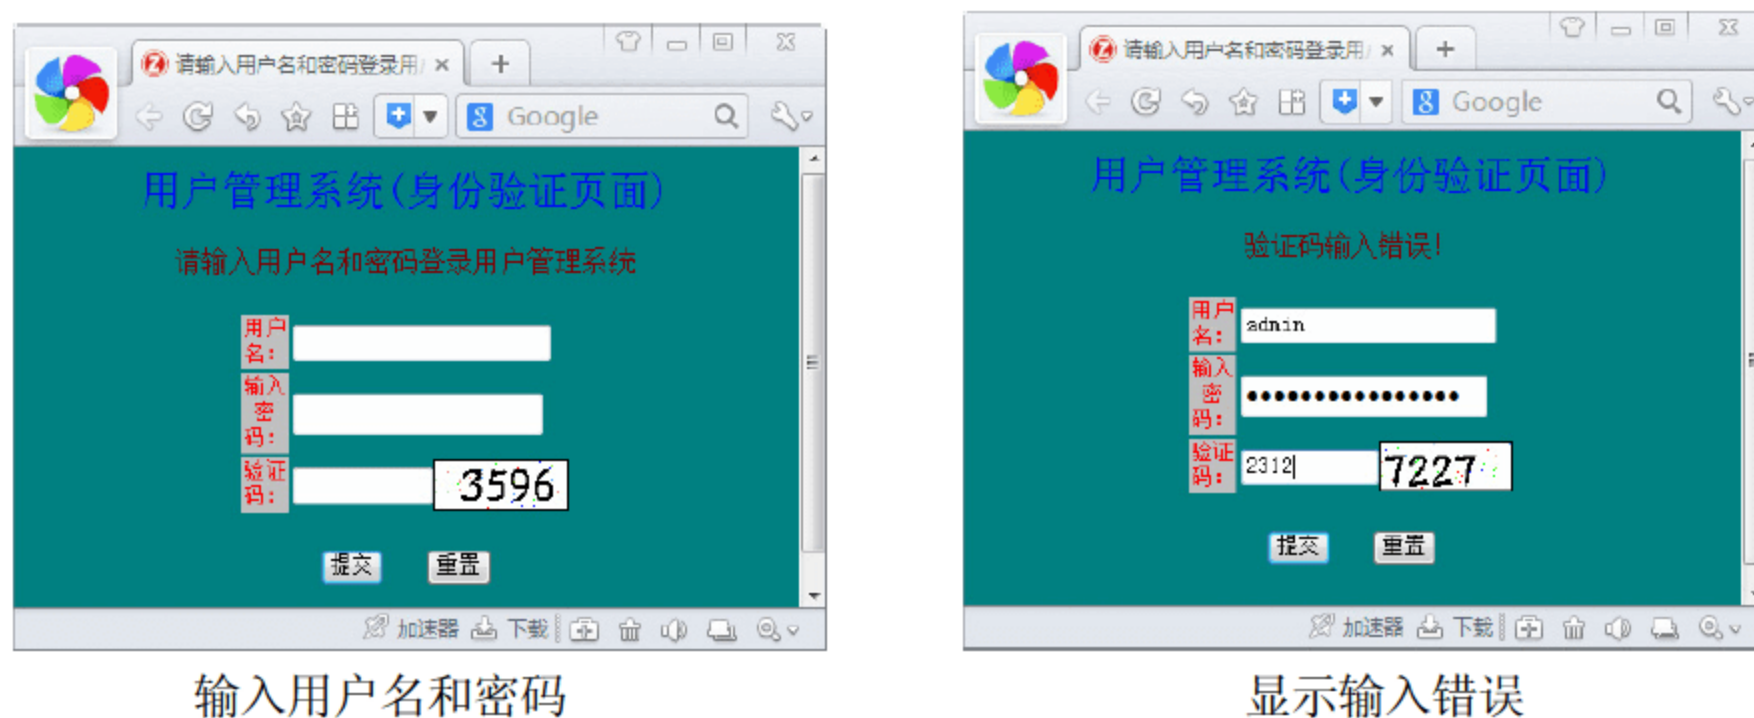 请输入用户名和密码登录用
Google
用户管理系统(身份验证页面)
请输入用户名和密码登录用户管理系统
用户
名：
输入
密
码：
验证
码：
3596
提交 重置
加速器 下载
输入用户名和密码
请输入用户名和密码登录用
Google
用户管理系统(身份验证页面)
验证码输入错误!
用户
名：
admin
输入
密
码：
验证
码：
2312
7227
提交 重置
加速器 下载
显示输入错误